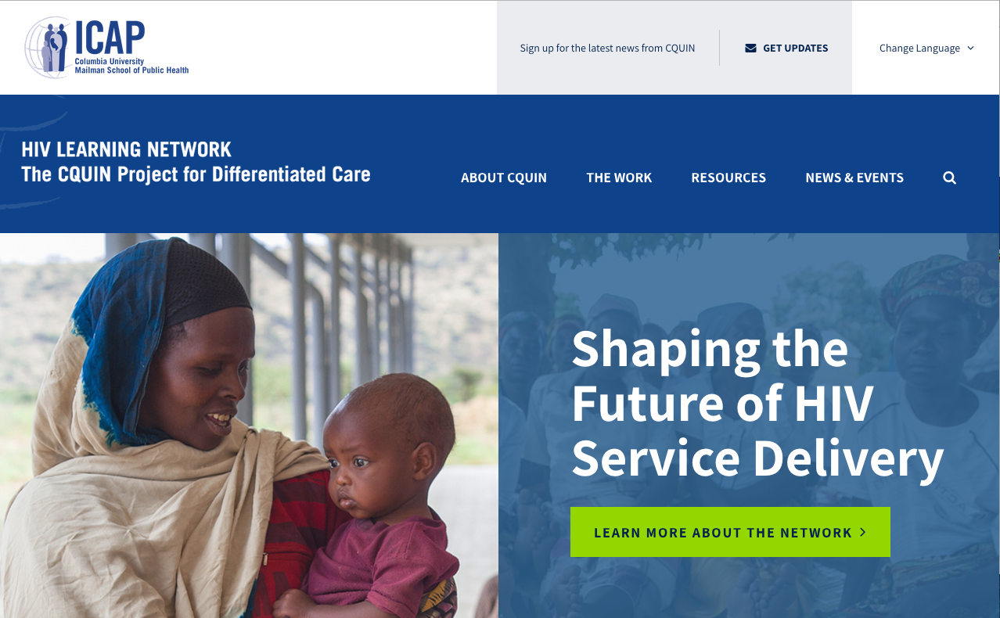 ICAP
Columbia University
Mailman School of Public Health
Sign up for the latest news from CQUIN
GET UPDATES
Change Language
HIV LEARNING NETWORK
The CQUIN Project for Differentiated Care
ABOUT CQUIN
THE WORK
RESOURCES
NEWS & EVENTS
Shaping the
Future of HIV
Service Delivery
LEARN MORE ABOUT THE NETWORK